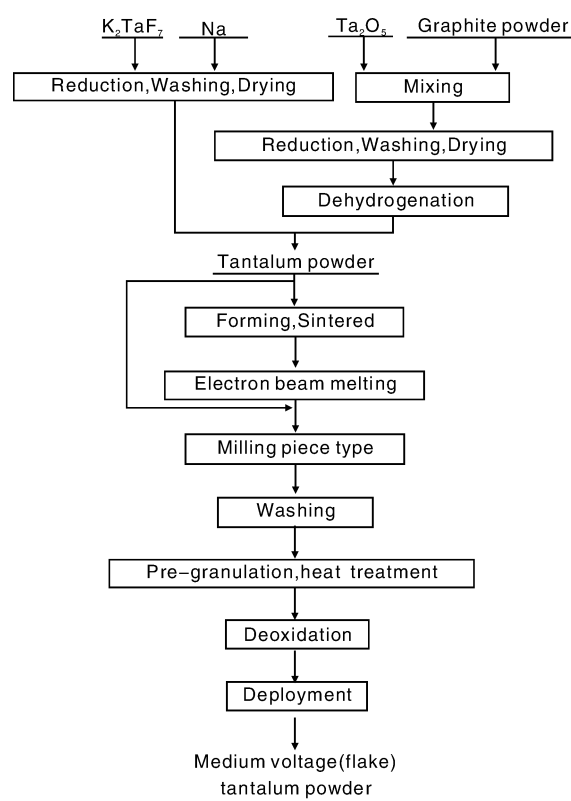 K₂TaF₇ Na Ta₂O₅ Graphite powder
Reduction,Washing,Drying Mixing
Reduction,Washing,Drying
Dehydrogenation
Tantalum powder
Forming,Sintered
Electron beam melting
Milling piece type
Washing
Pre-granulation,heat treatment
Deoxidation
Deployment
Medium voltage(flake)
tantalum powder